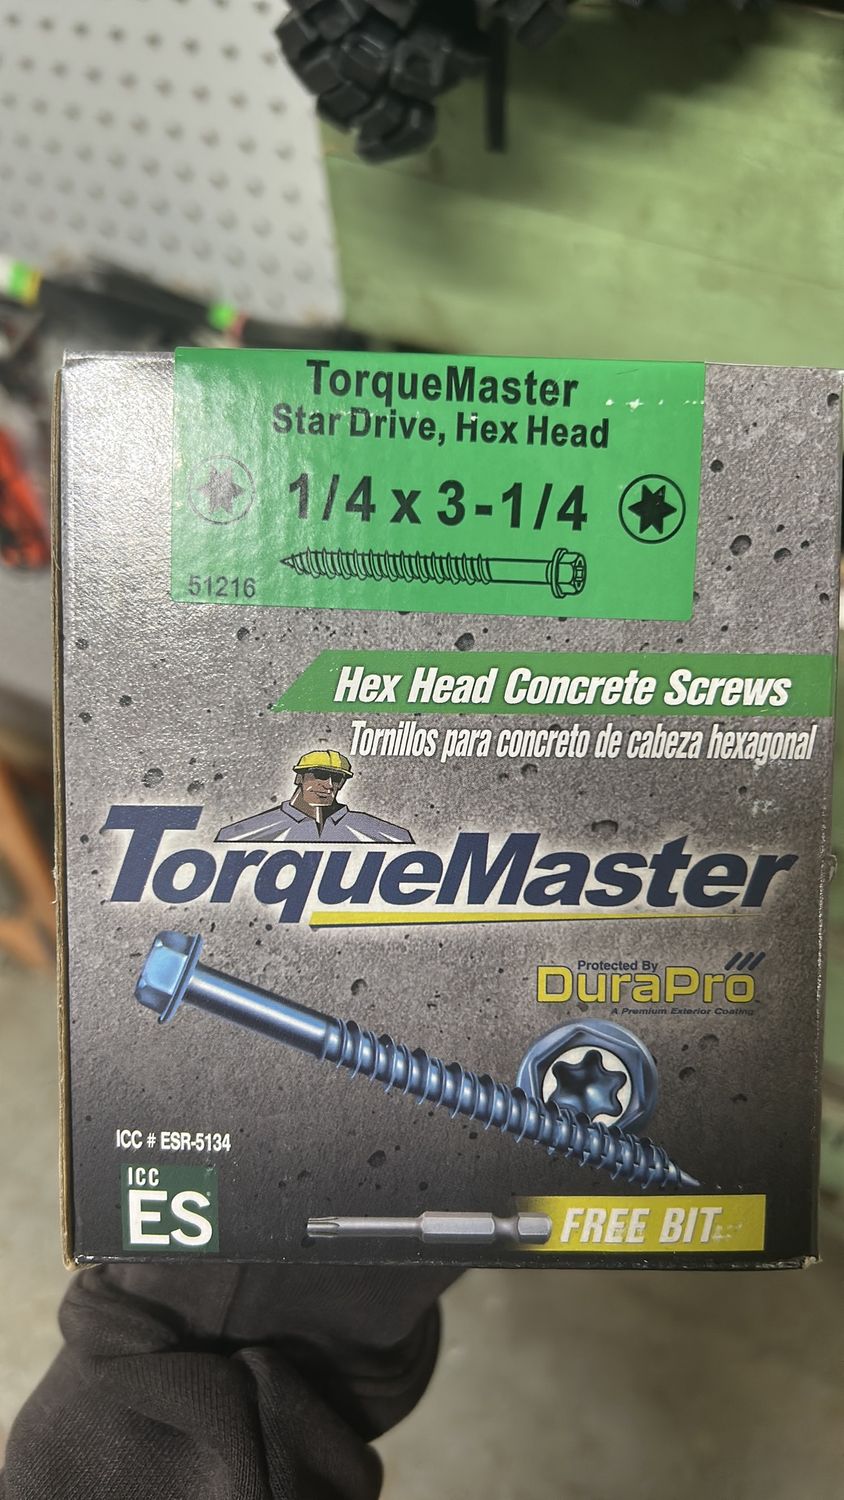 TorqueMaster
Star Drive, Hex Head
1/4 x 3-1/4
51216
Hex Head Concrete Screws
Tornillos para concreto de cabeza hexagonal
TorqueMaster
Protected By
DuraPro
A Premium Exterior Coating
ICC # ESR-5134
ICC
ES
FREE BIT